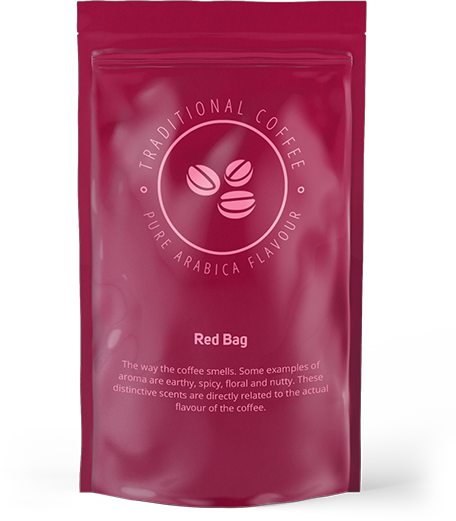 TRADITIONAL COFFEE
PURE ARABICA FLAVOUR
Red Bag
The way the coffee smells. Some examples of
aroma are earthy, spicy, floral and nutty. These
distinctive scents are directly related to the actual
flavour of the coffee.